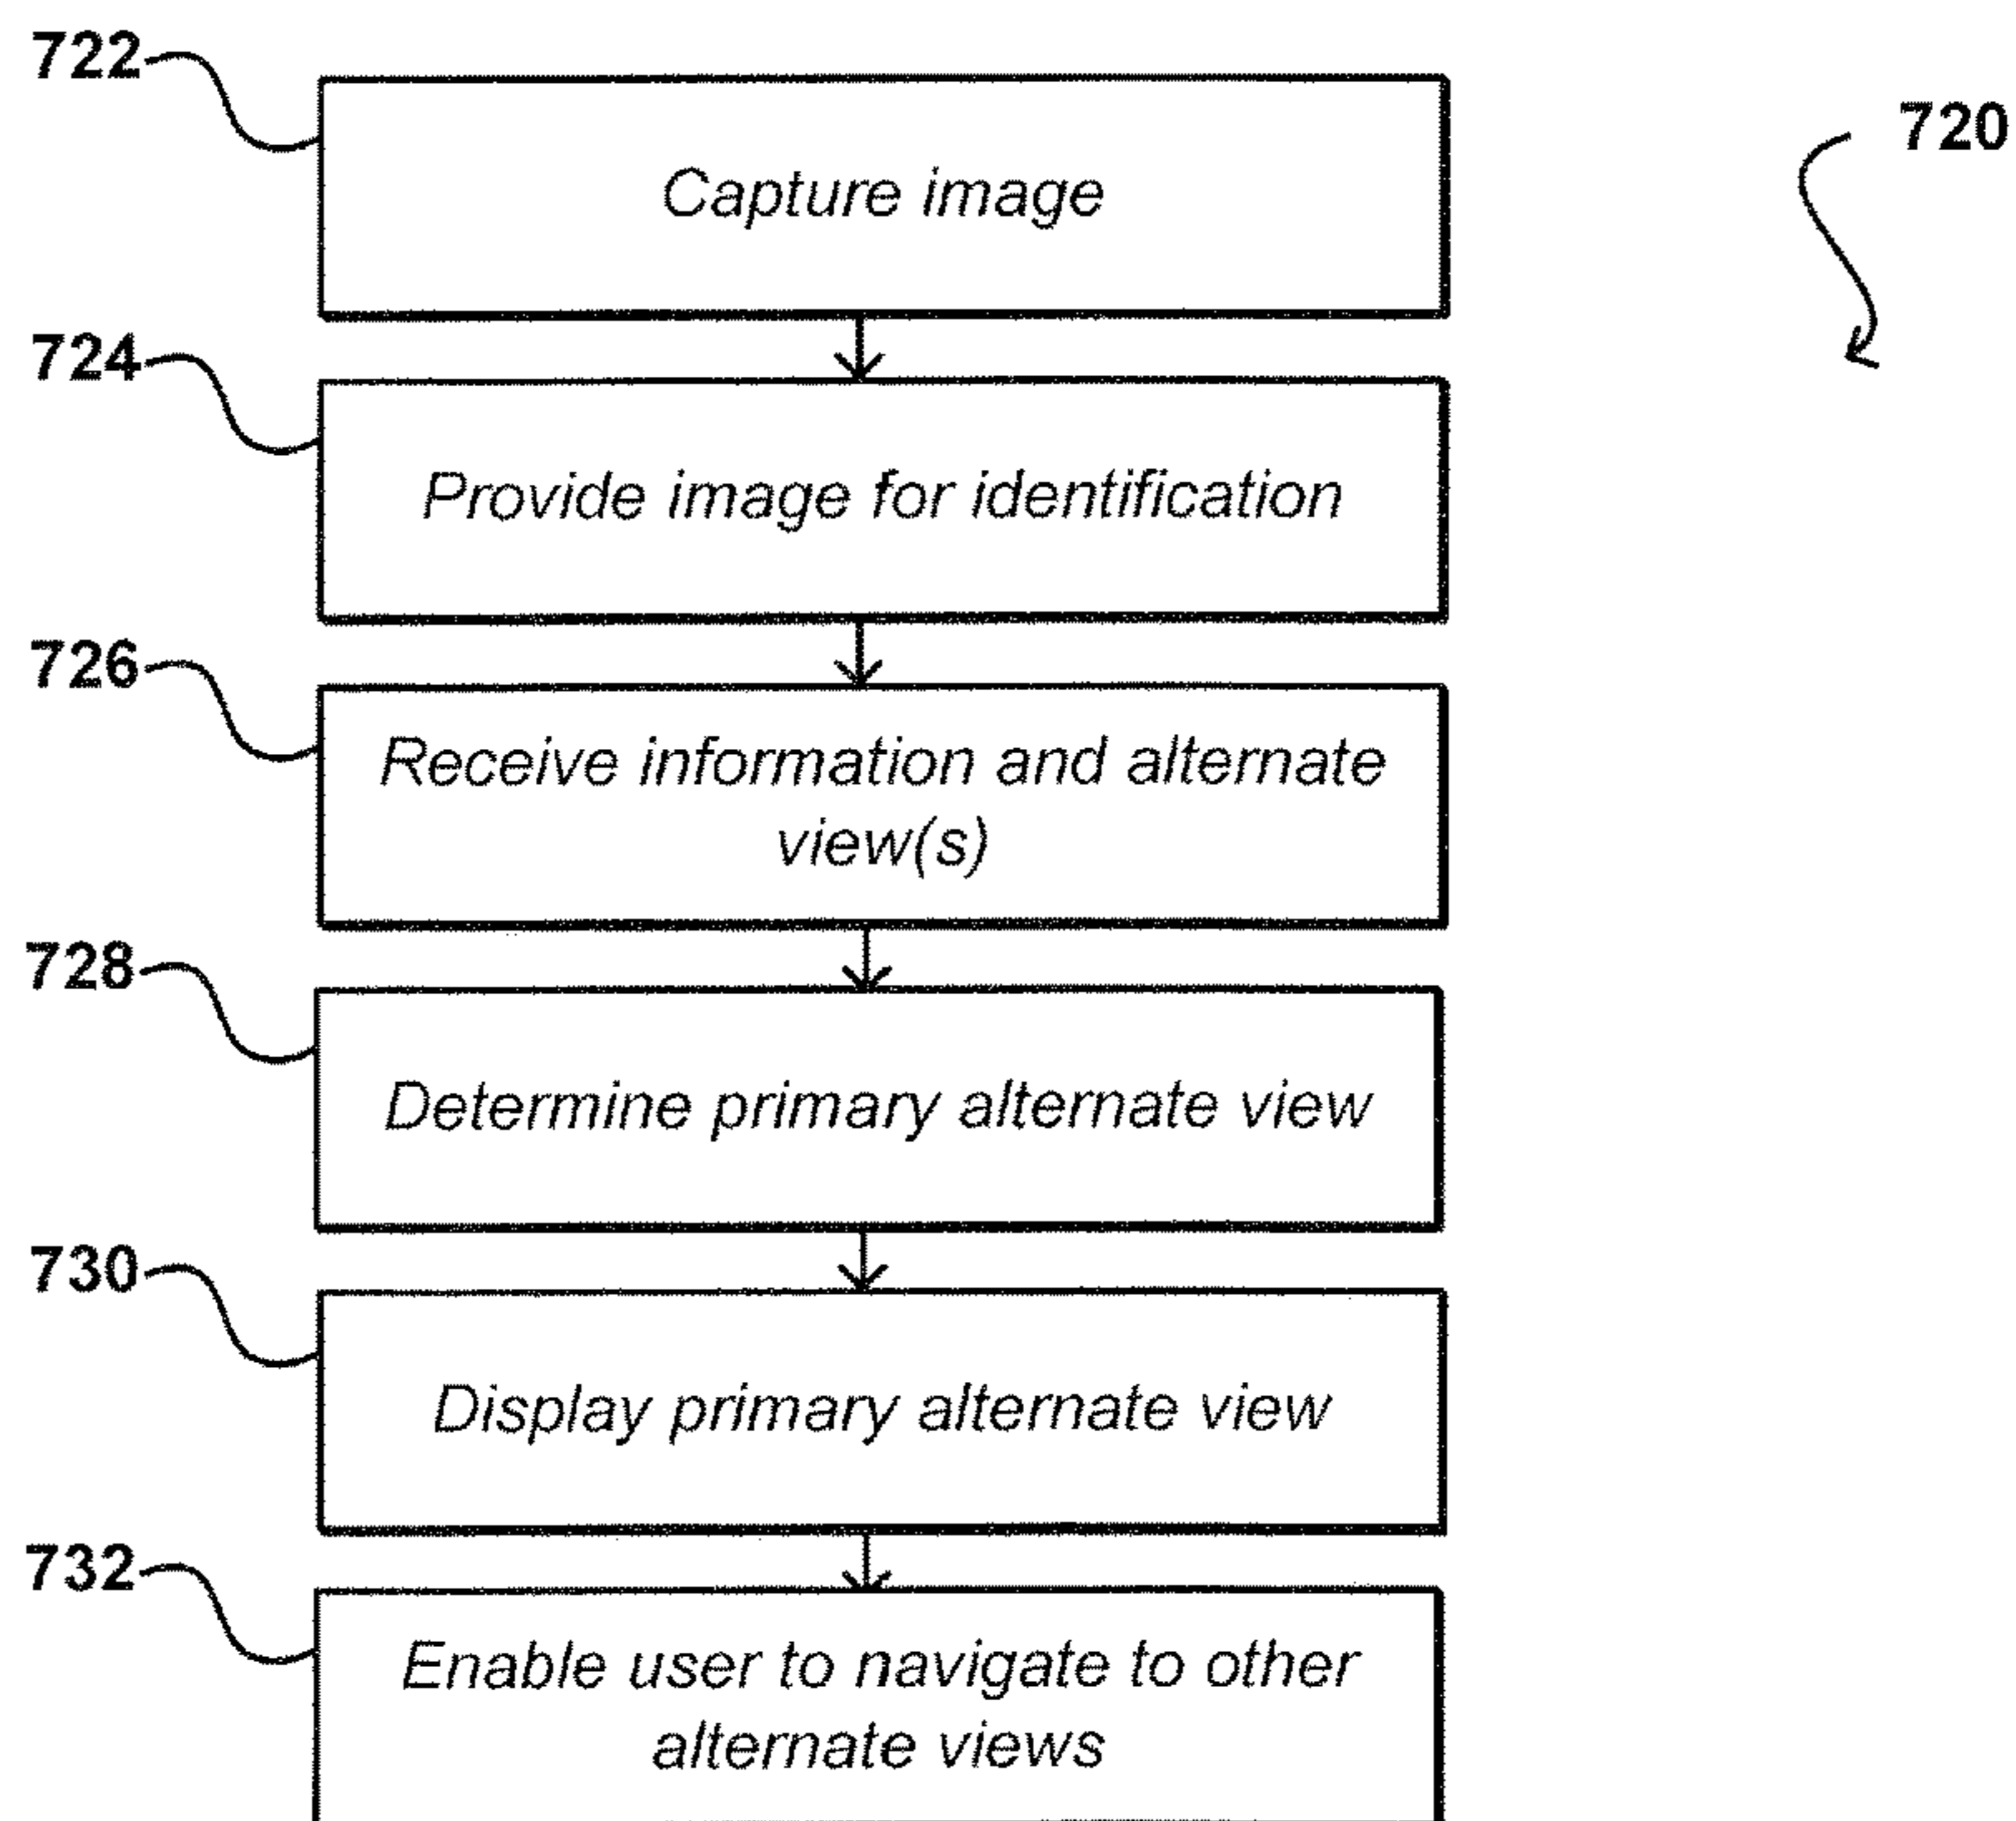 722
Capture image
720
724
Provide image for identification
726
Receive information and alternate
view(s)
728
Determine primary alternate view
730
Display primary alternate view
732
Enable user to navigate to other
alternate views